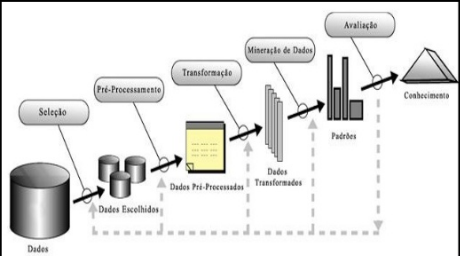 Avaliação
Mineração de Dados
Transformação
Pré-Processamento
Seleção
Conhecimento
Padrões
Dados
Transformados
Dados Pré-Processados
Dados Escolhidos
Dados